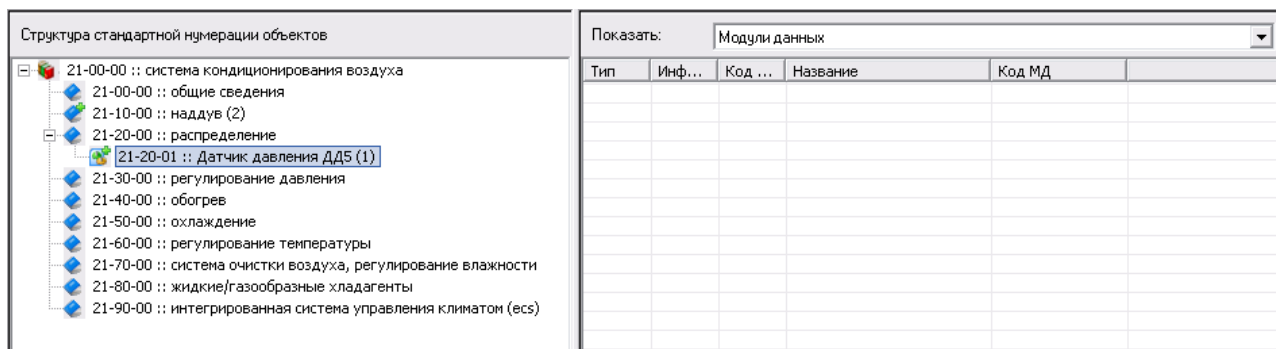 Структура стандартной нумерации объектов
Показать:
Модули данных
Тип Инф... Код ... Название Код МД
21-00-00 :: система кондиционирования воздуха
21-00-00 :: общие сведения
21-10-00 :: наддув (2)
21-20-00 :: распределение
21-20-01 :: Датчик давления ДД5 (1)
21-30-00 :: регулирование давления
21-40-00 :: обогрев
21-50-00 :: охлаждение
21-60-00 :: регулирование температуры
21-70-00 :: система очистки воздуха, регулирование влажности
21-80-00 :: жидкие/газообразные хладагенты
21-90-00 :: интегрированная система управления климатом (ecs)